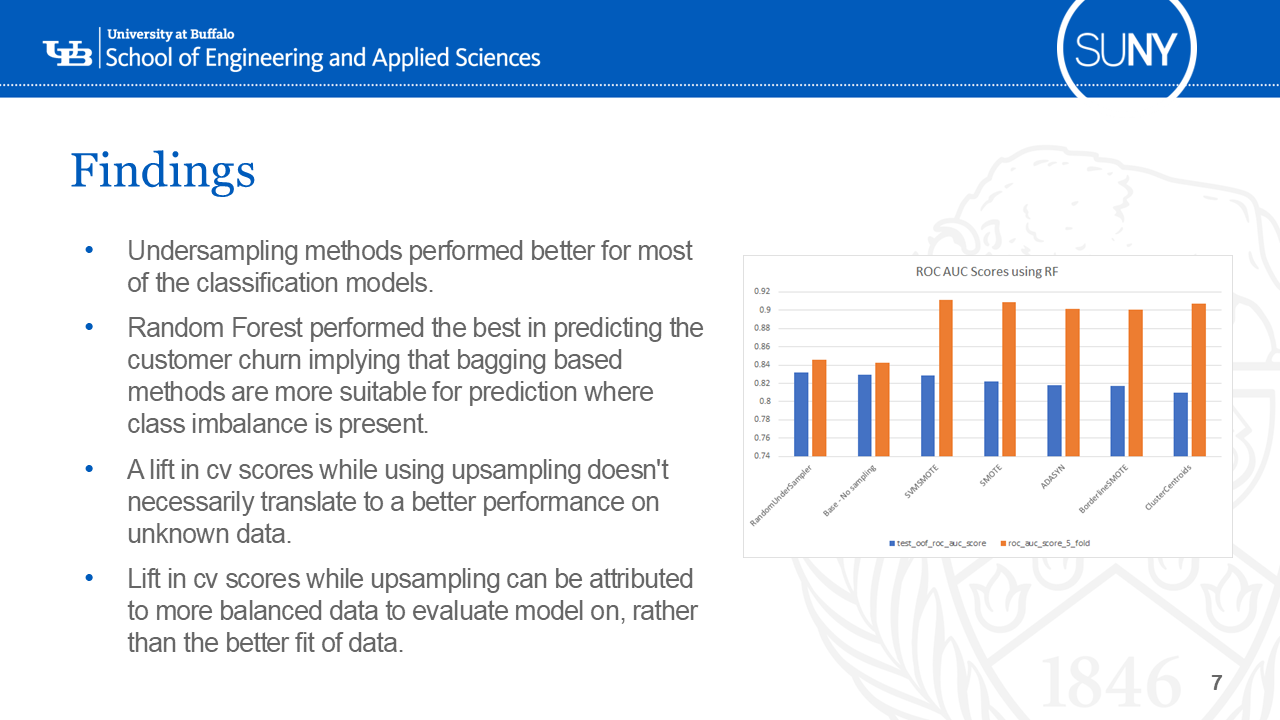 University at Buffalo
School of Engineering and Applied Sciences
UB
SUNY
Findings
• Undersampling methods performed better for most
of the classification models.
• Random Forest performed the best in predicting the
customer churn implying that bagging based
methods are more suitable for prediction where
class imbalance is present.
• A lift in cv scores while using upsampling doesn't
necessarily translate to a better performance on
unknown data.
• Lift in cv scores while upsampling can be attributed
to more balanced data to evaluate model on, rather
than the better fit of data.
ROC AUC Scores using RF
0.92
0.9
0.88
0.86
0.84
0.82
0.8
0.78
0.76
0.74
RandomUnderSampler
Base - No sampling
SVMSMOTE
SMOTE
ADASYN
BorderlineSMOTE
ClusterCentroids
test_oof_roc_auc_score
roc_auc_score_5_fold
1846
7